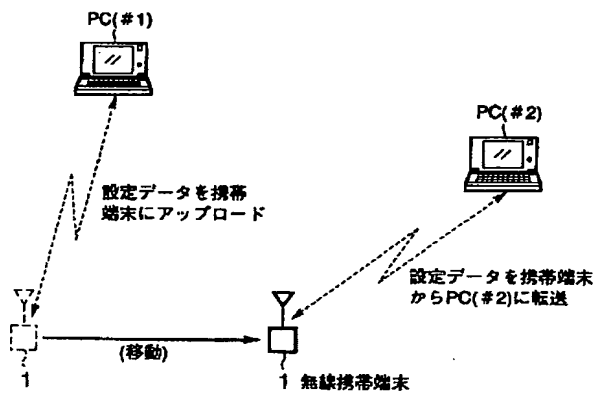 PC(#1)
PC(#2)
設定データを携帯
端末にアップロード
設定データを携帯端末
からPC(#2)に転送
(移動)
1
1 無線携帯端末